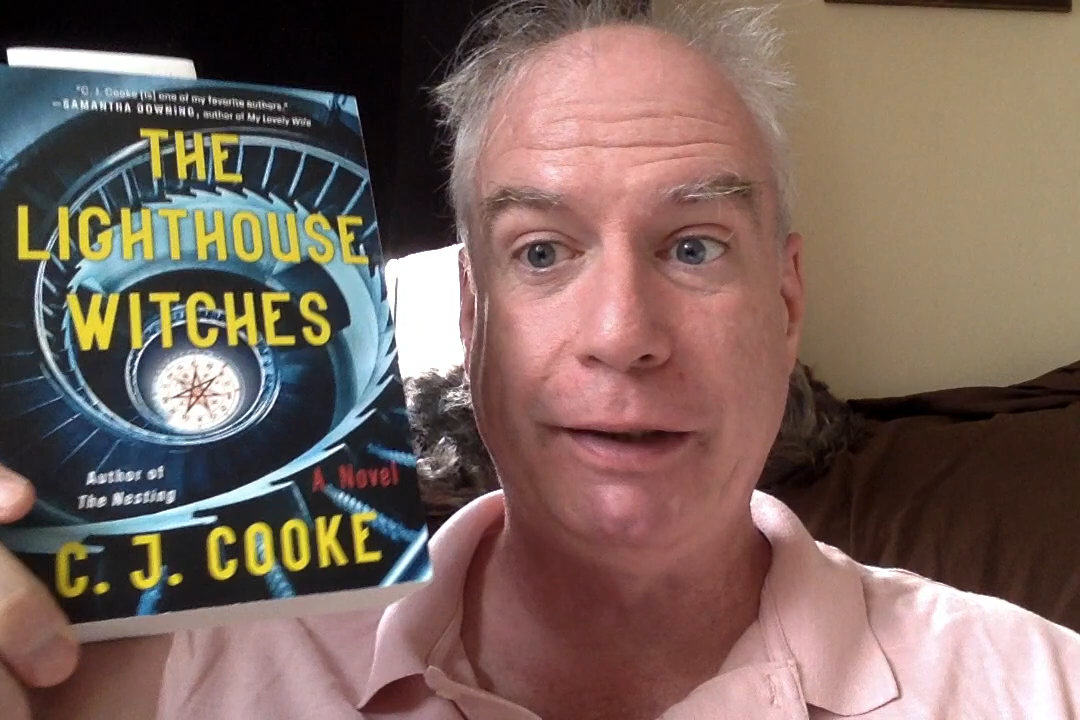 "C. J. Cooke [is] one of my favorite authors."
—SAMANTHA DOWNING, author of My Lovely Wife
THE
LIGHTHOUSE
WITCHES
Author of
The Nesting
A Novel
C. J. COOKE